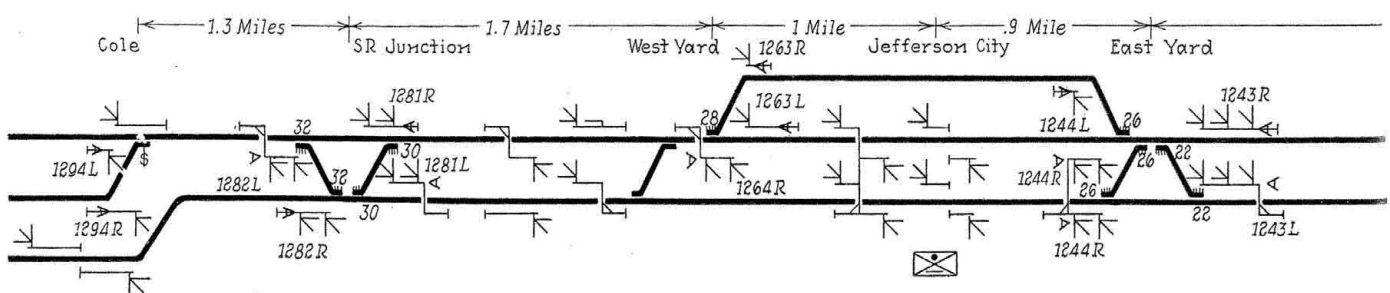 1.3 Miles 1.7 Miles 1 Mile .9 Mile
Cole SR Junction West Yard Jefferson City East Yard
1263R
1281R 1263L 1243R
1244L
32 28 26
30
1294L 1281L 26 22
1282L 32 1264R 1244R
30 26 22
1294R 1282R 1244R 1243L